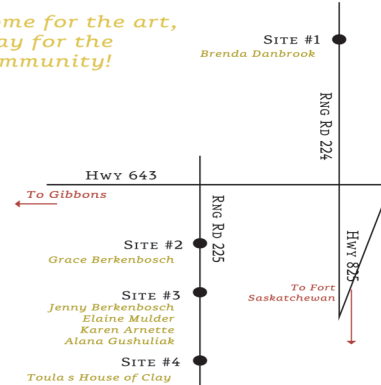 ome for the art,
ay for the
mmunity!
SITE #1
Brenda Danbrook
RNG RD 224
HWY 643
To Gibbons
RNG RD 225
SITE #2
Grace Berkenbosch
HWY 825
To Fort
Saskatchewan
SITE #3
Jenny Berkenbosch
Elaine Mulder
Karen Arnette
Alana Gushuliak
SITE #4
Toula s House of Clay